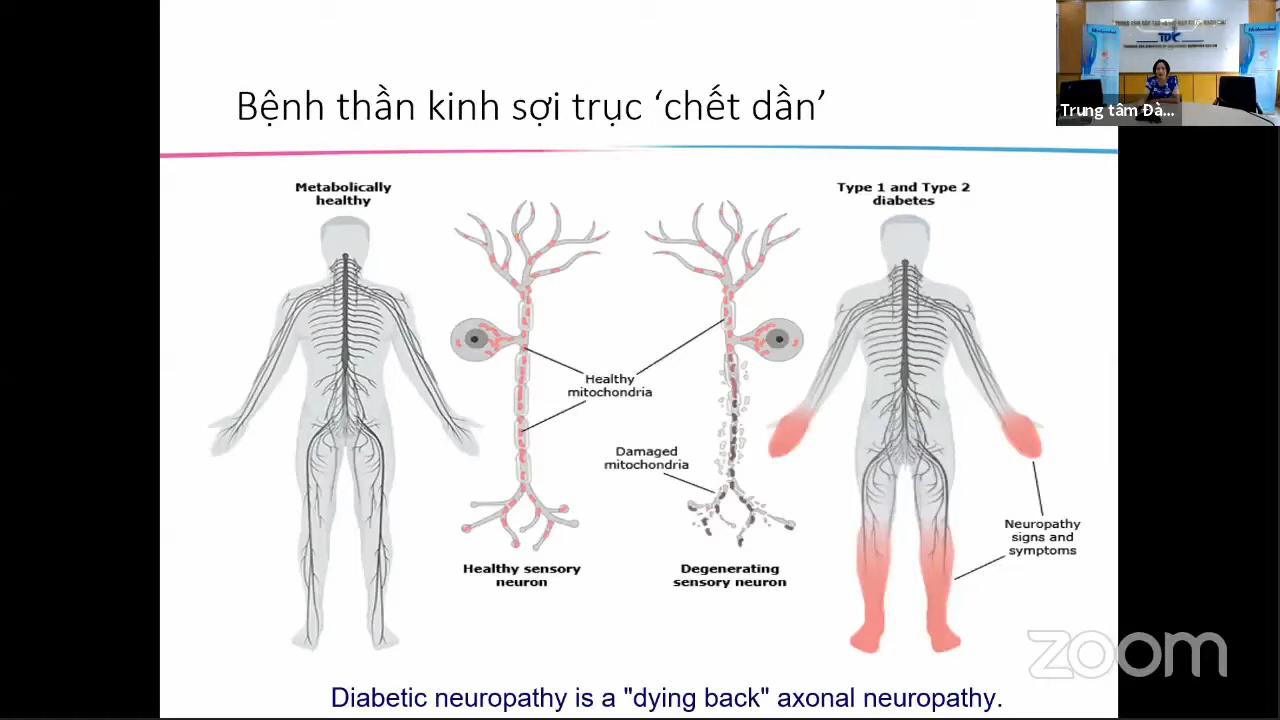 Bệnh thần kinh sợi trục ‘chết dần’
TDC
Trung tâm Đà...
Metabolically
healthy
Type 1 and Type 2
diabetes
Healthy
mitochondria
Damaged
mitochondria
Neuropathy
signs and
symptoms
Healthy sensory
neuron
Degenerating
sensory neuron
zoom
Diabetic neuropathy is a "dying back" axonal neuropathy.